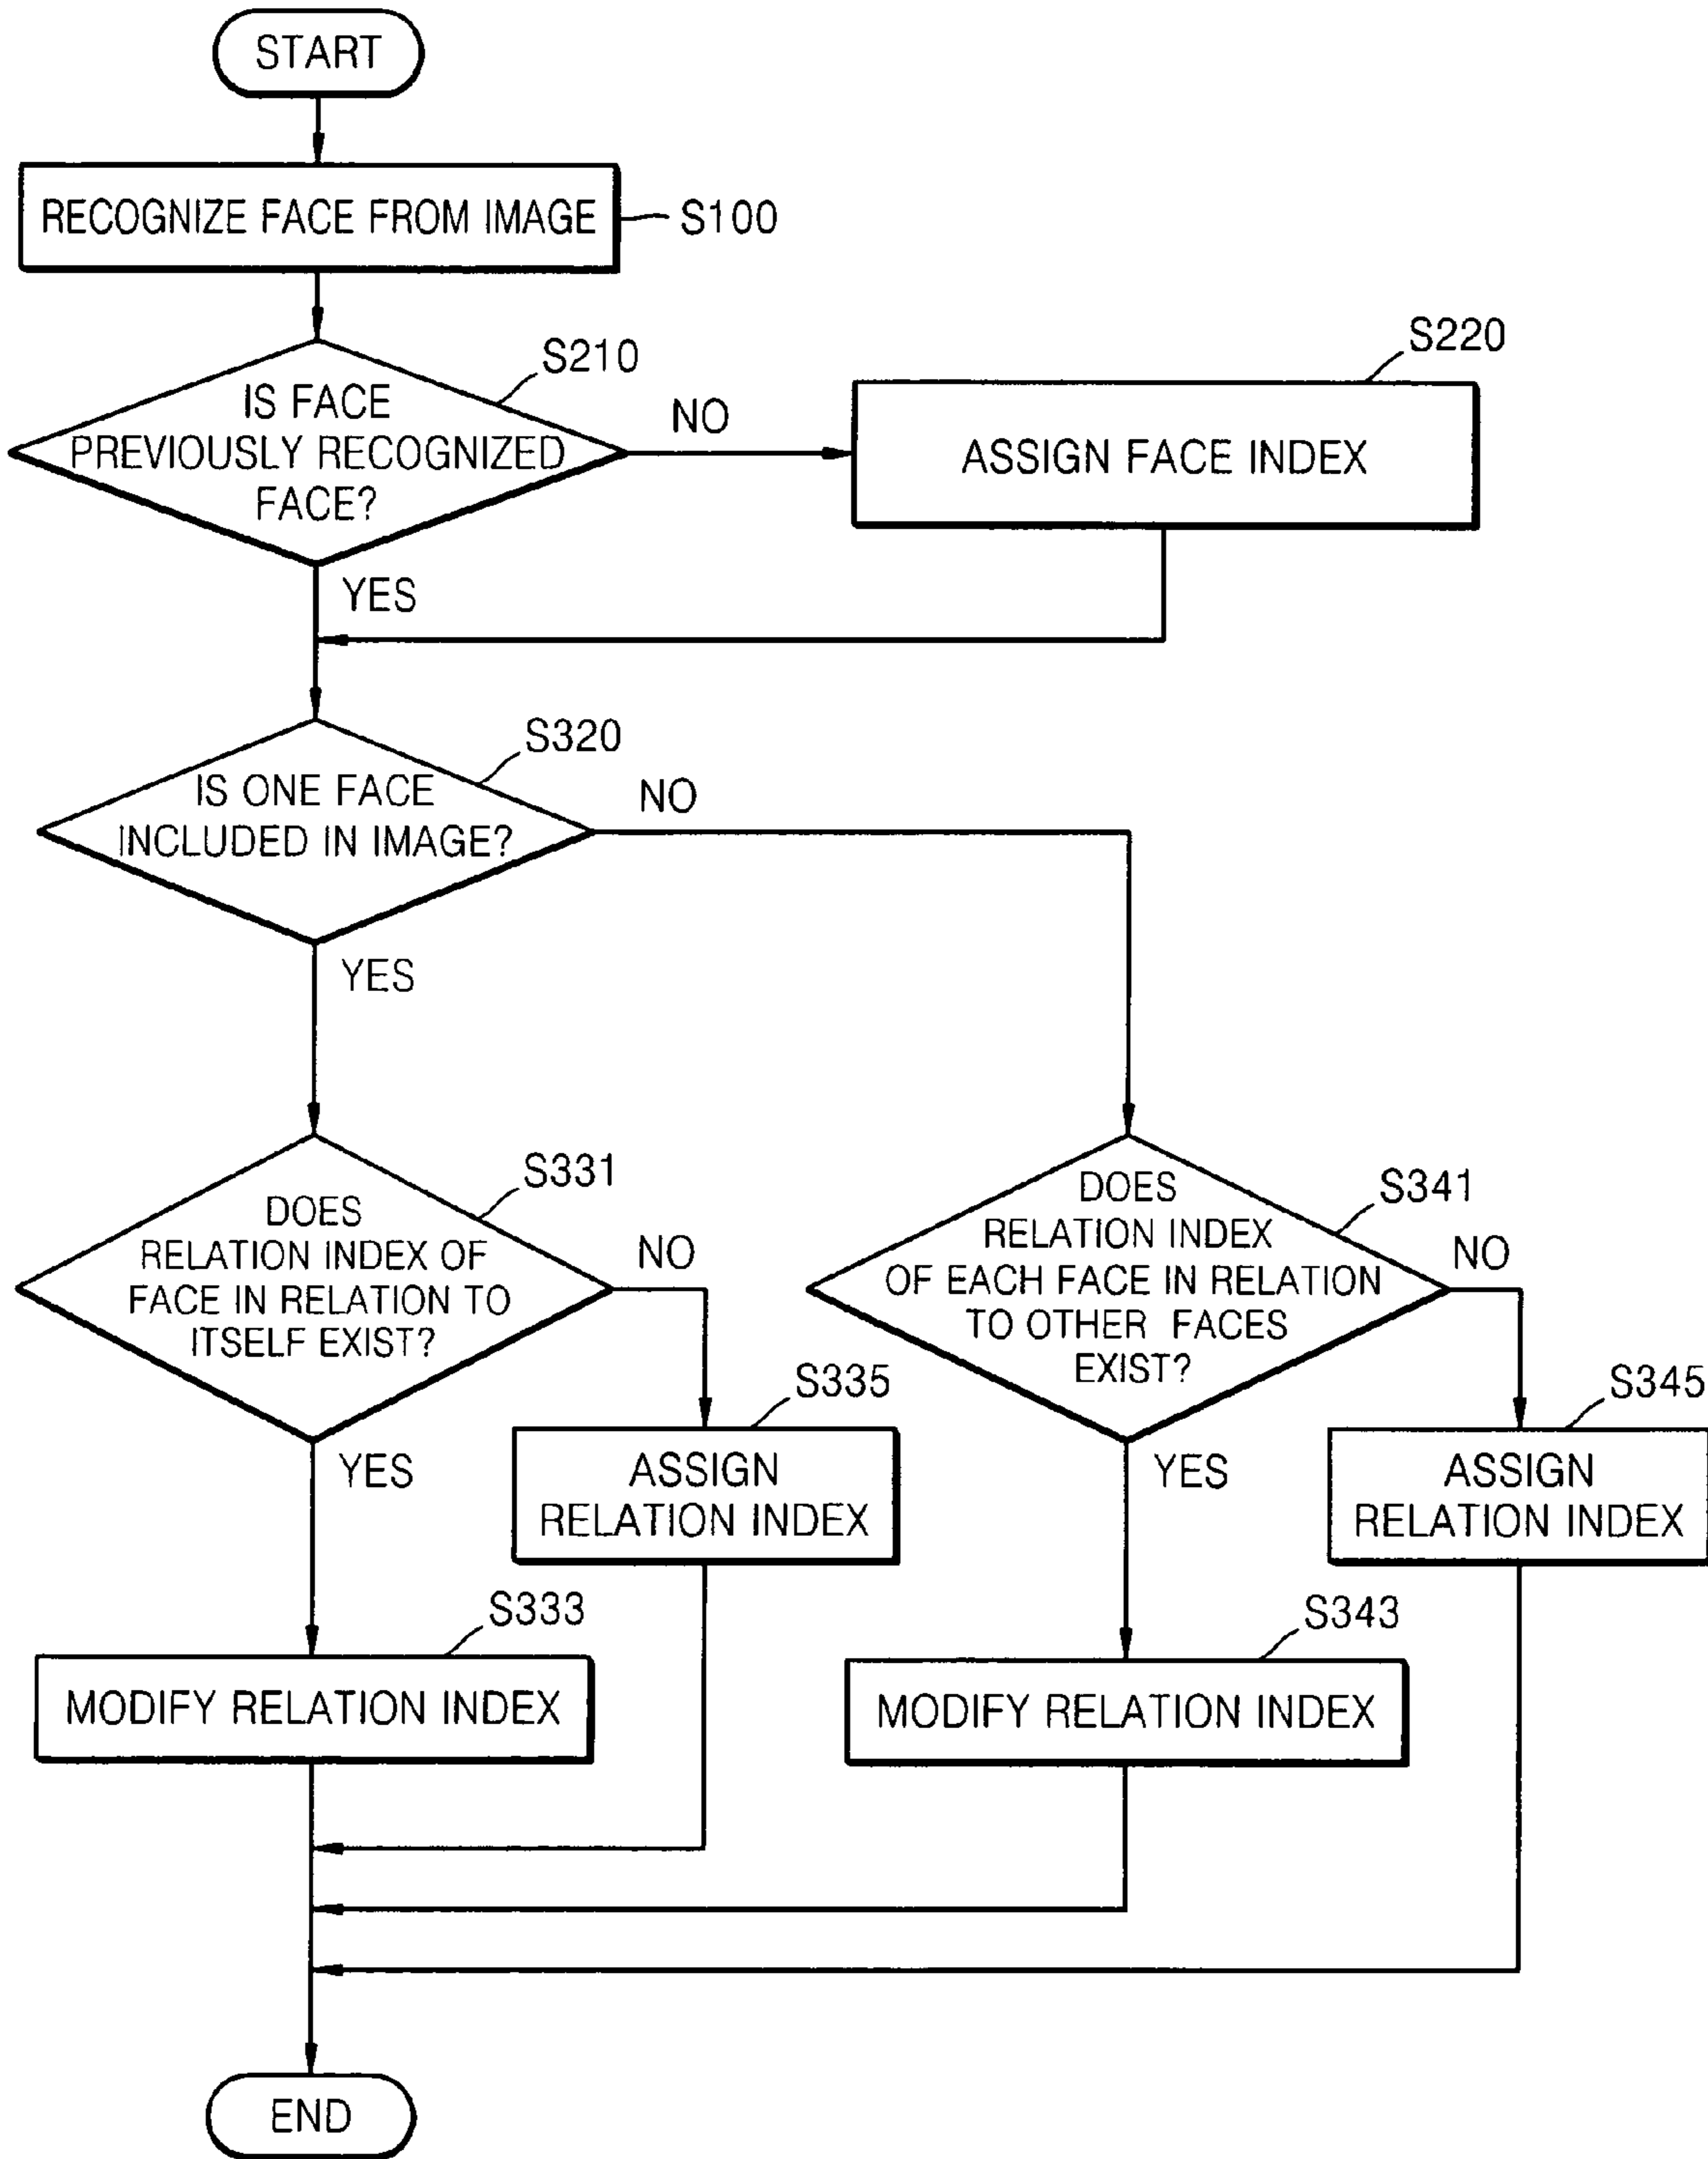 START
RECOGNIZE FACE FROM IMAGE
S100
S210
IS FACE
PREVIOUSLY RECOGNIZED
FACE?
NO
S220
ASSIGN FACE INDEX
YES
S320
IS ONE FACE
INCLUDED IN IMAGE?
NO
YES
S331
DOES
RELATION INDEX OF
FACE IN RELATION TO
ITSELF EXIST?
NO
S335
ASSIGN
RELATION INDEX
YES
S333
MODIFY RELATION INDEX
S341
DOES
RELATION INDEX
OF EACH FACE IN RELATION
TO OTHER FACES
EXIST?
NO
S345
ASSIGN
RELATION INDEX
YES
S343
MODIFY RELATION INDEX
END